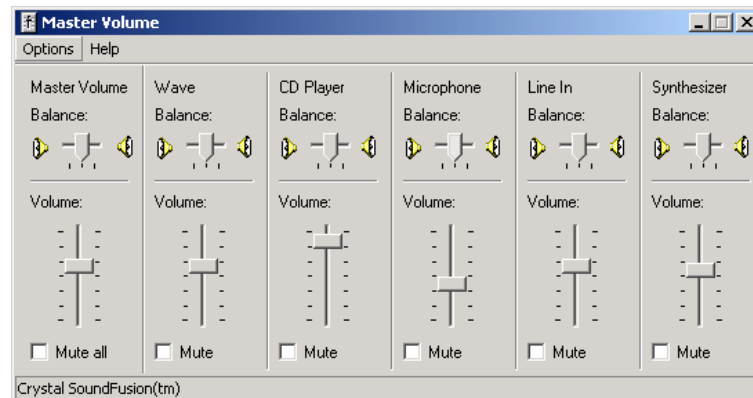 Master Volume
Options Help
Master Volume Wave CD Player Microphone Line In Synthesizer
Balance: Balance: Balance: Balance: Balance: Balance:
Volume: Volume: Volume: Volume: Volume: Volume:
Mute all Mute Mute Mute Mute Mute
Crystal SoundFusion(tm)